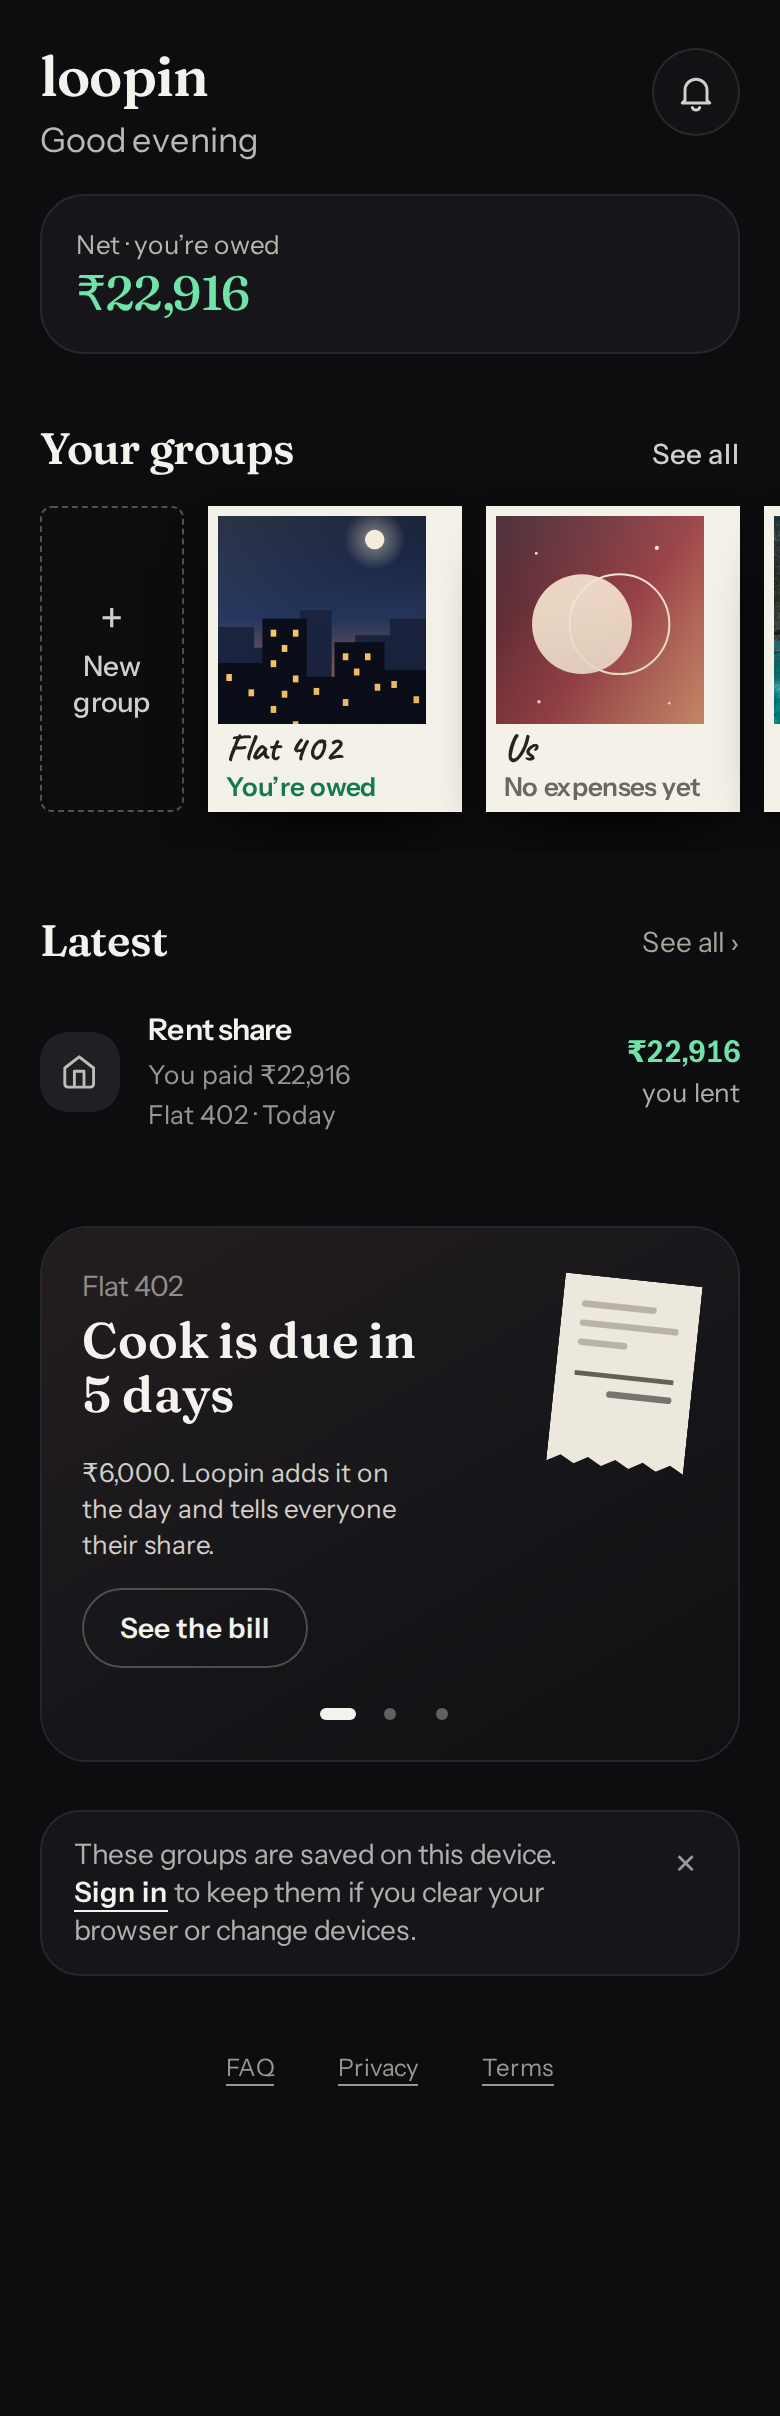 loopin
Good evening
Net · you’re owed
₹22,916
Your groups
See all
+
New
group
Flat 402
You’re owed
Us
No expenses yet
Latest
See all ›
Rent share
You paid ₹22,916
Flat 402 · Today
₹22,916
you lent
Flat 402
Cook is due in
5 days
₹6,000. Loopin adds it on
the day and tells everyone
their share.
See the bill
These groups are saved on this device.
Sign in to keep them if you clear your
browser or change devices.
×
FAQ
Privacy
Terms